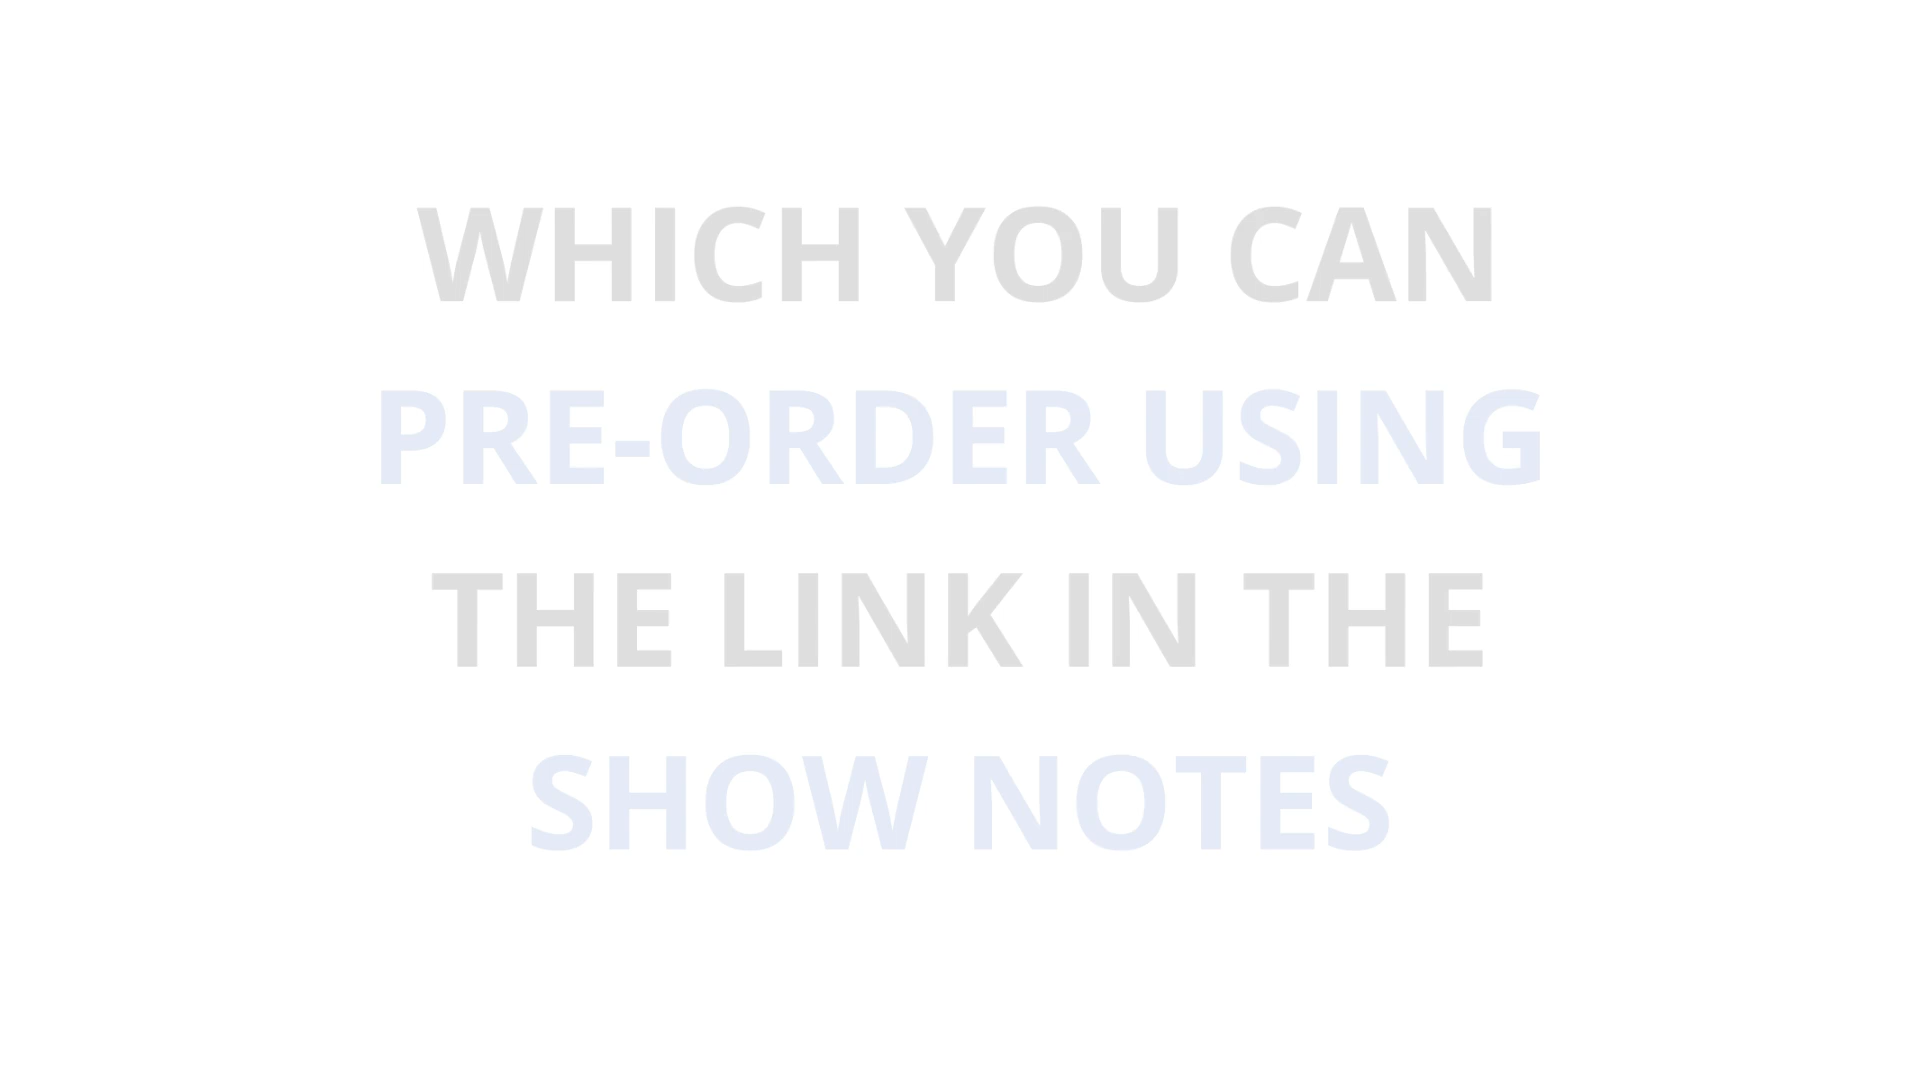 WHICH YOU CAN
PRE-ORDER USING
THE LINK IN THE
SHOW NOTES